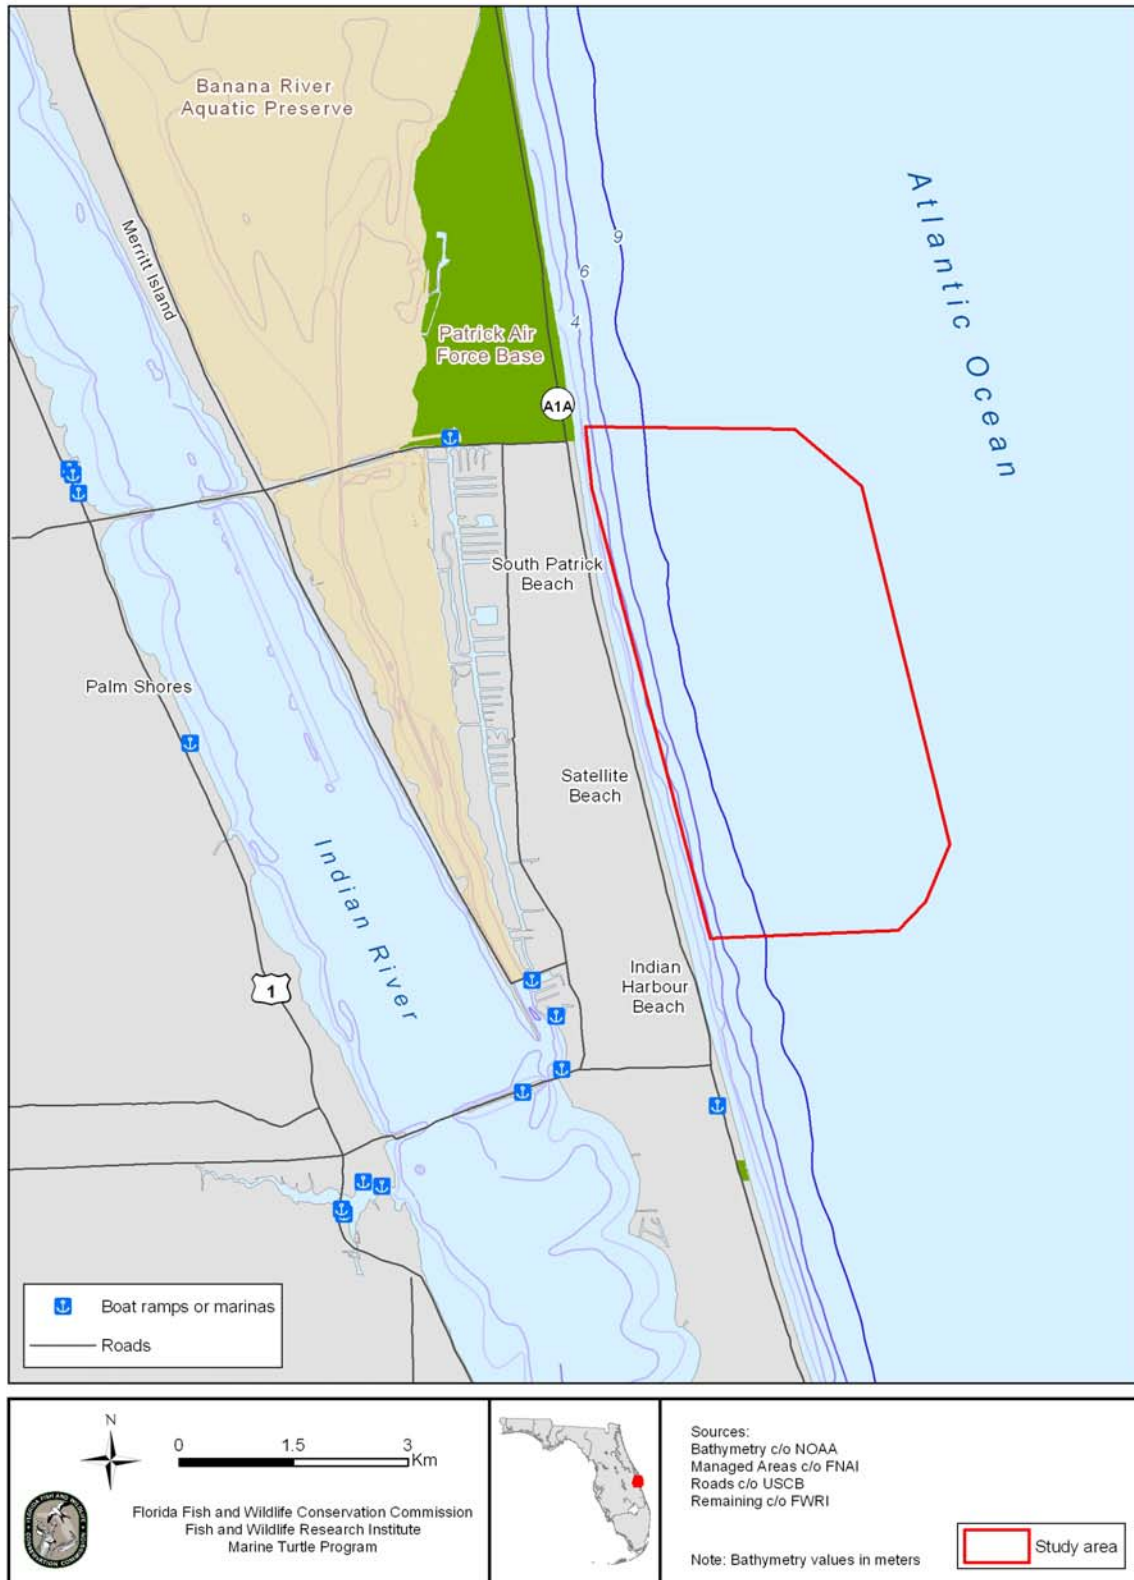 Banana River
Aquatic Preserve
Merritt Island
Atlantic Ocean
9
6
4
Patrick Air
Force Base
A1A
South Patrick
Beach
Palm Shores
Satellite
Beach
Indian River
1
Indian
Harbour
Beach
Boat ramps or marinas
Roads
N
0 1.5 3
Km
Florida Fish and Wildlife Conservation Commission
Fish and Wildlife Research Institute
Marine Turtle Program
Sources:
Bathymetry c/o NOAA
Managed Areas c/o FNAI
Roads c/o USCB
Remaining c/o FWRI
Note: Bathymetry values in meters
Study area